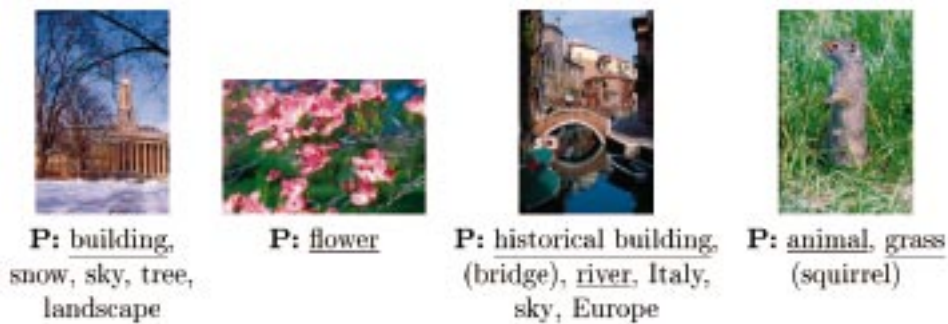 P: building,
snow, sky, tree,
landscape
P: flower
P: historical building,
(bridge), river, Italy,
sky, Europe
P: animal, grass
(squirrel)